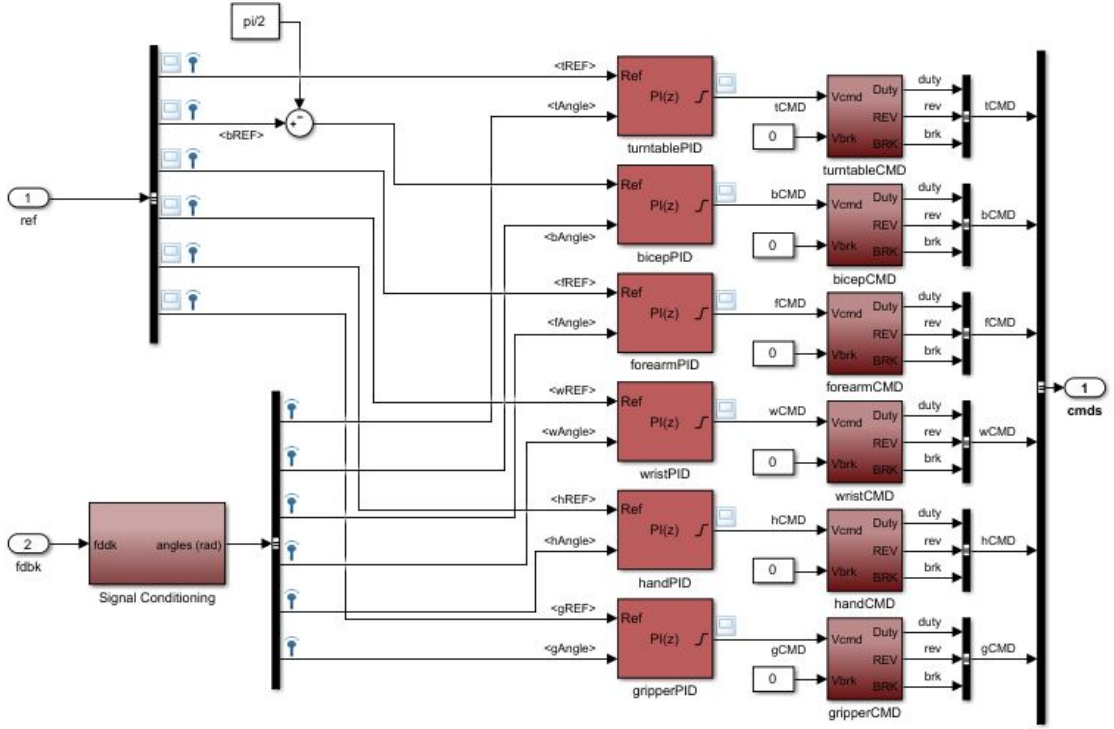 pi/2
<tREF>
Ref
PI(z)
<tAngle>
turntablePID
tCMD
0
Vcmd
Vbrk
Duty
REV
BRK
turntableCMD
duty
rev
brk
tCMD
<bREF>
+
−
1
ref
Ref
PI(z)
<bAngle>
bicepPID
bCMD
0
Vcmd
Vbrk
Duty
REV
BRK
bicepCMD
duty
rev
brk
bCMD
<fREF>
Ref
PI(z)
<fAngle>
forearmPID
fCMD
0
Vcmd
Vbrk
Duty
REV
BRK
forearmCMD
duty
rev
brk
fCMD
1
cmds
<wREF>
Ref
PI(z)
<wAngle>
wristPID
wCMD
0
Vcmd
Vbrk
Duty
REV
BRK
wristCMD
duty
rev
brk
wCMD
2
fdbk
fddk
angles (rad)
Signal Conditioning
<hREF>
Ref
PI(z)
<hAngle>
handPID
hCMD
0
Vcmd
Vbrk
Duty
REV
BRK
handCMD
duty
rev
brk
hCMD
<gREF>
Ref
PI(z)
<gAngle>
gripperPID
gCMD
0
Vcmd
Vbrk
Duty
REV
BRK
gripperCMD
duty
rev
brk
gCMD